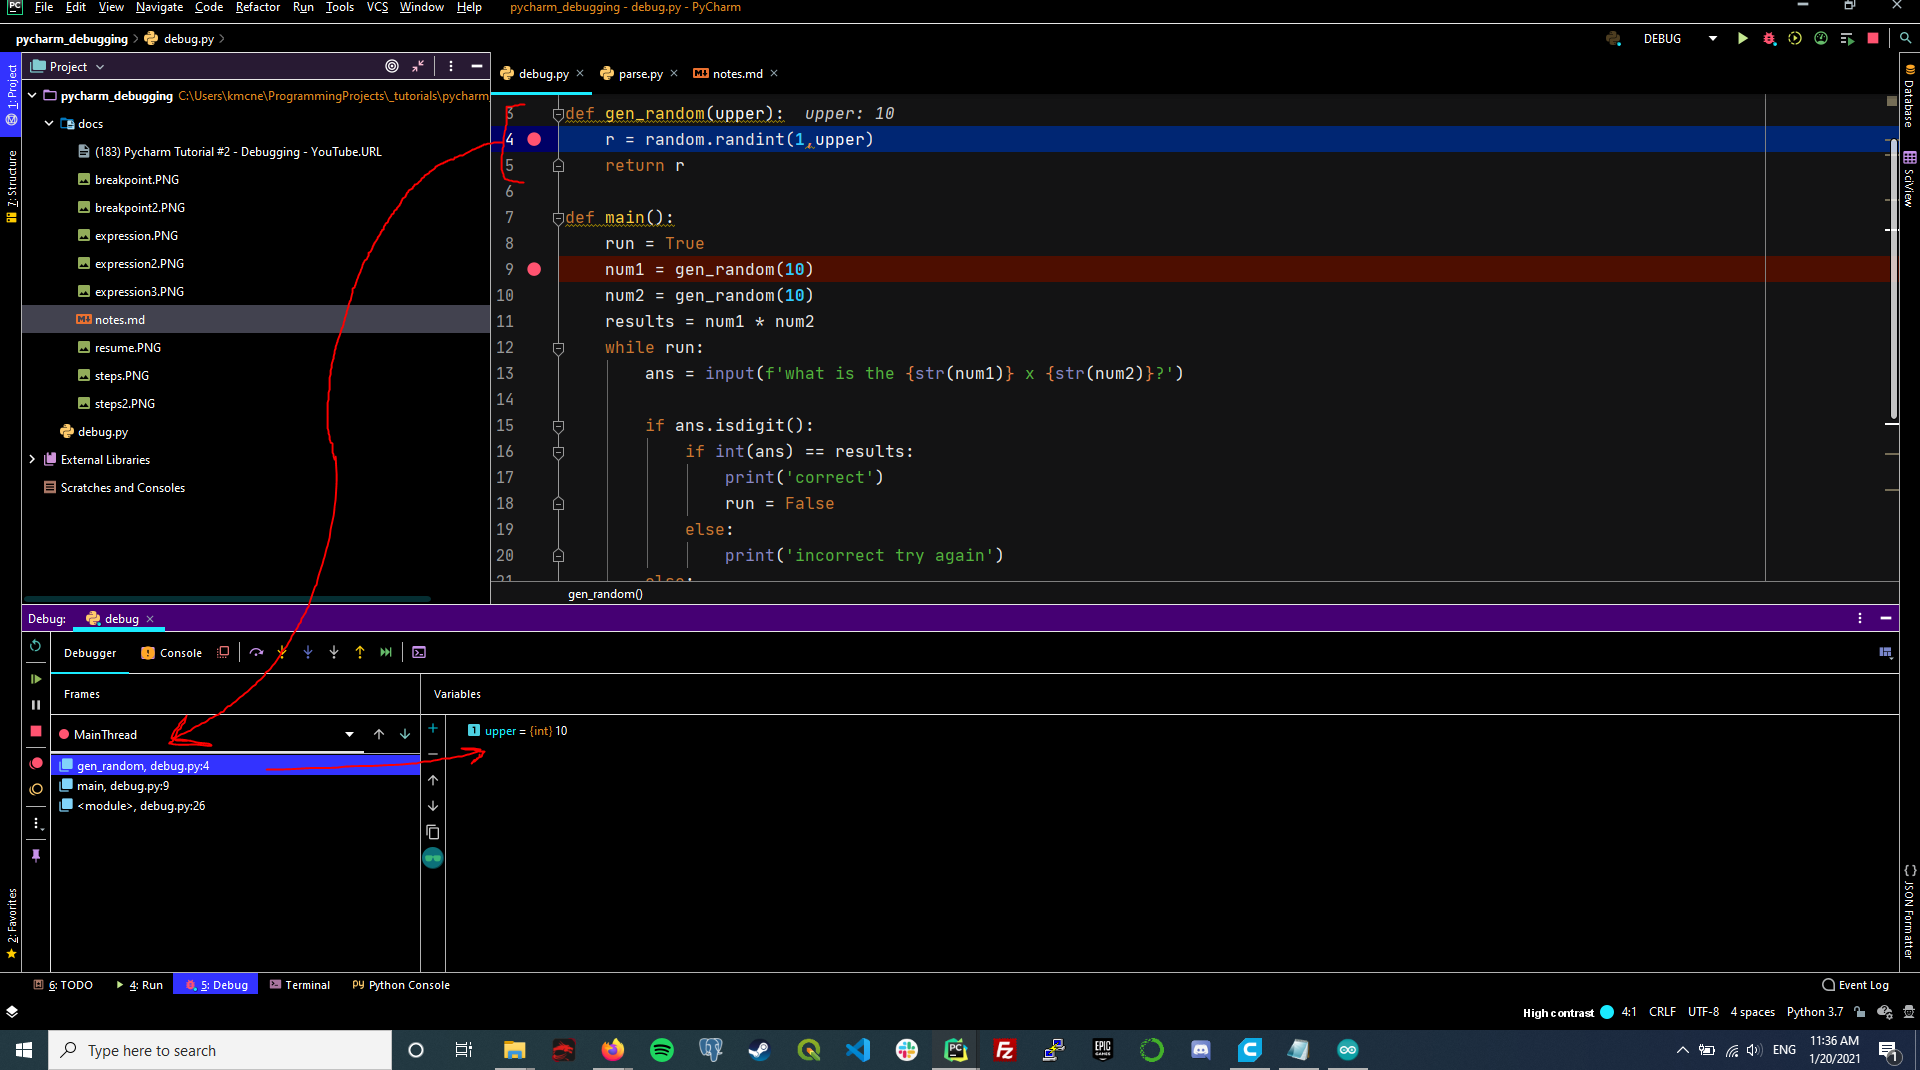 File Edit View Navigate Code Refactor Run Tools VCS Window Help pycharm_debugging - debug.py - PyCharm
pycharm_debugging debug.py DEBUG
1: Project
7: Structure
2: Favorites
Project
pycharm_debugging C:\Users\kmcne\ProgrammingProjects\_tutorials\pycharm_
docs
(183) Pycharm Tutorial #2 - Debugging - YouTube.URL
breakpoint.PNG
breakpoint2.PNG
expression.PNG
expression2.PNG
expression3.PNG
notes.md
resume.PNG
steps.PNG
steps2.PNG
debug.py
External Libraries
Scratches and Consoles
debug.py parse.py notes.md
3 def gen_random(upper): upper: 10
4 r = random.randint(1,upper)
5 return r
6
7 def main():
8 run = True
9 num1 = gen_random(10)
10 num2 = gen_random(10)
11 results = num1 * num2
12 while run:
13 ans = input(f'what is the {str(num1)} x {str(num2)}?')
14
15 if ans.isdigit():
16 if int(ans) == results:
17 print('correct')
18 run = False
19 else:
20 print('incorrect try again')
21 else:
gen_random()
Database
SciView
JSON Formatter
Debug: debug
Debugger Console
Frames Variables
MainThread
gen_random, debug.py:4
main, debug.py:9
<module>, debug.py:26
upper = {int} 10
6: TODO 4: Run 5: Debug Terminal Python Console Event Log
High contrast 4:1 CRLF UTF-8 4 spaces Python 3.7
Type here to search
ENG
11:36 AM
1/20/2021
1